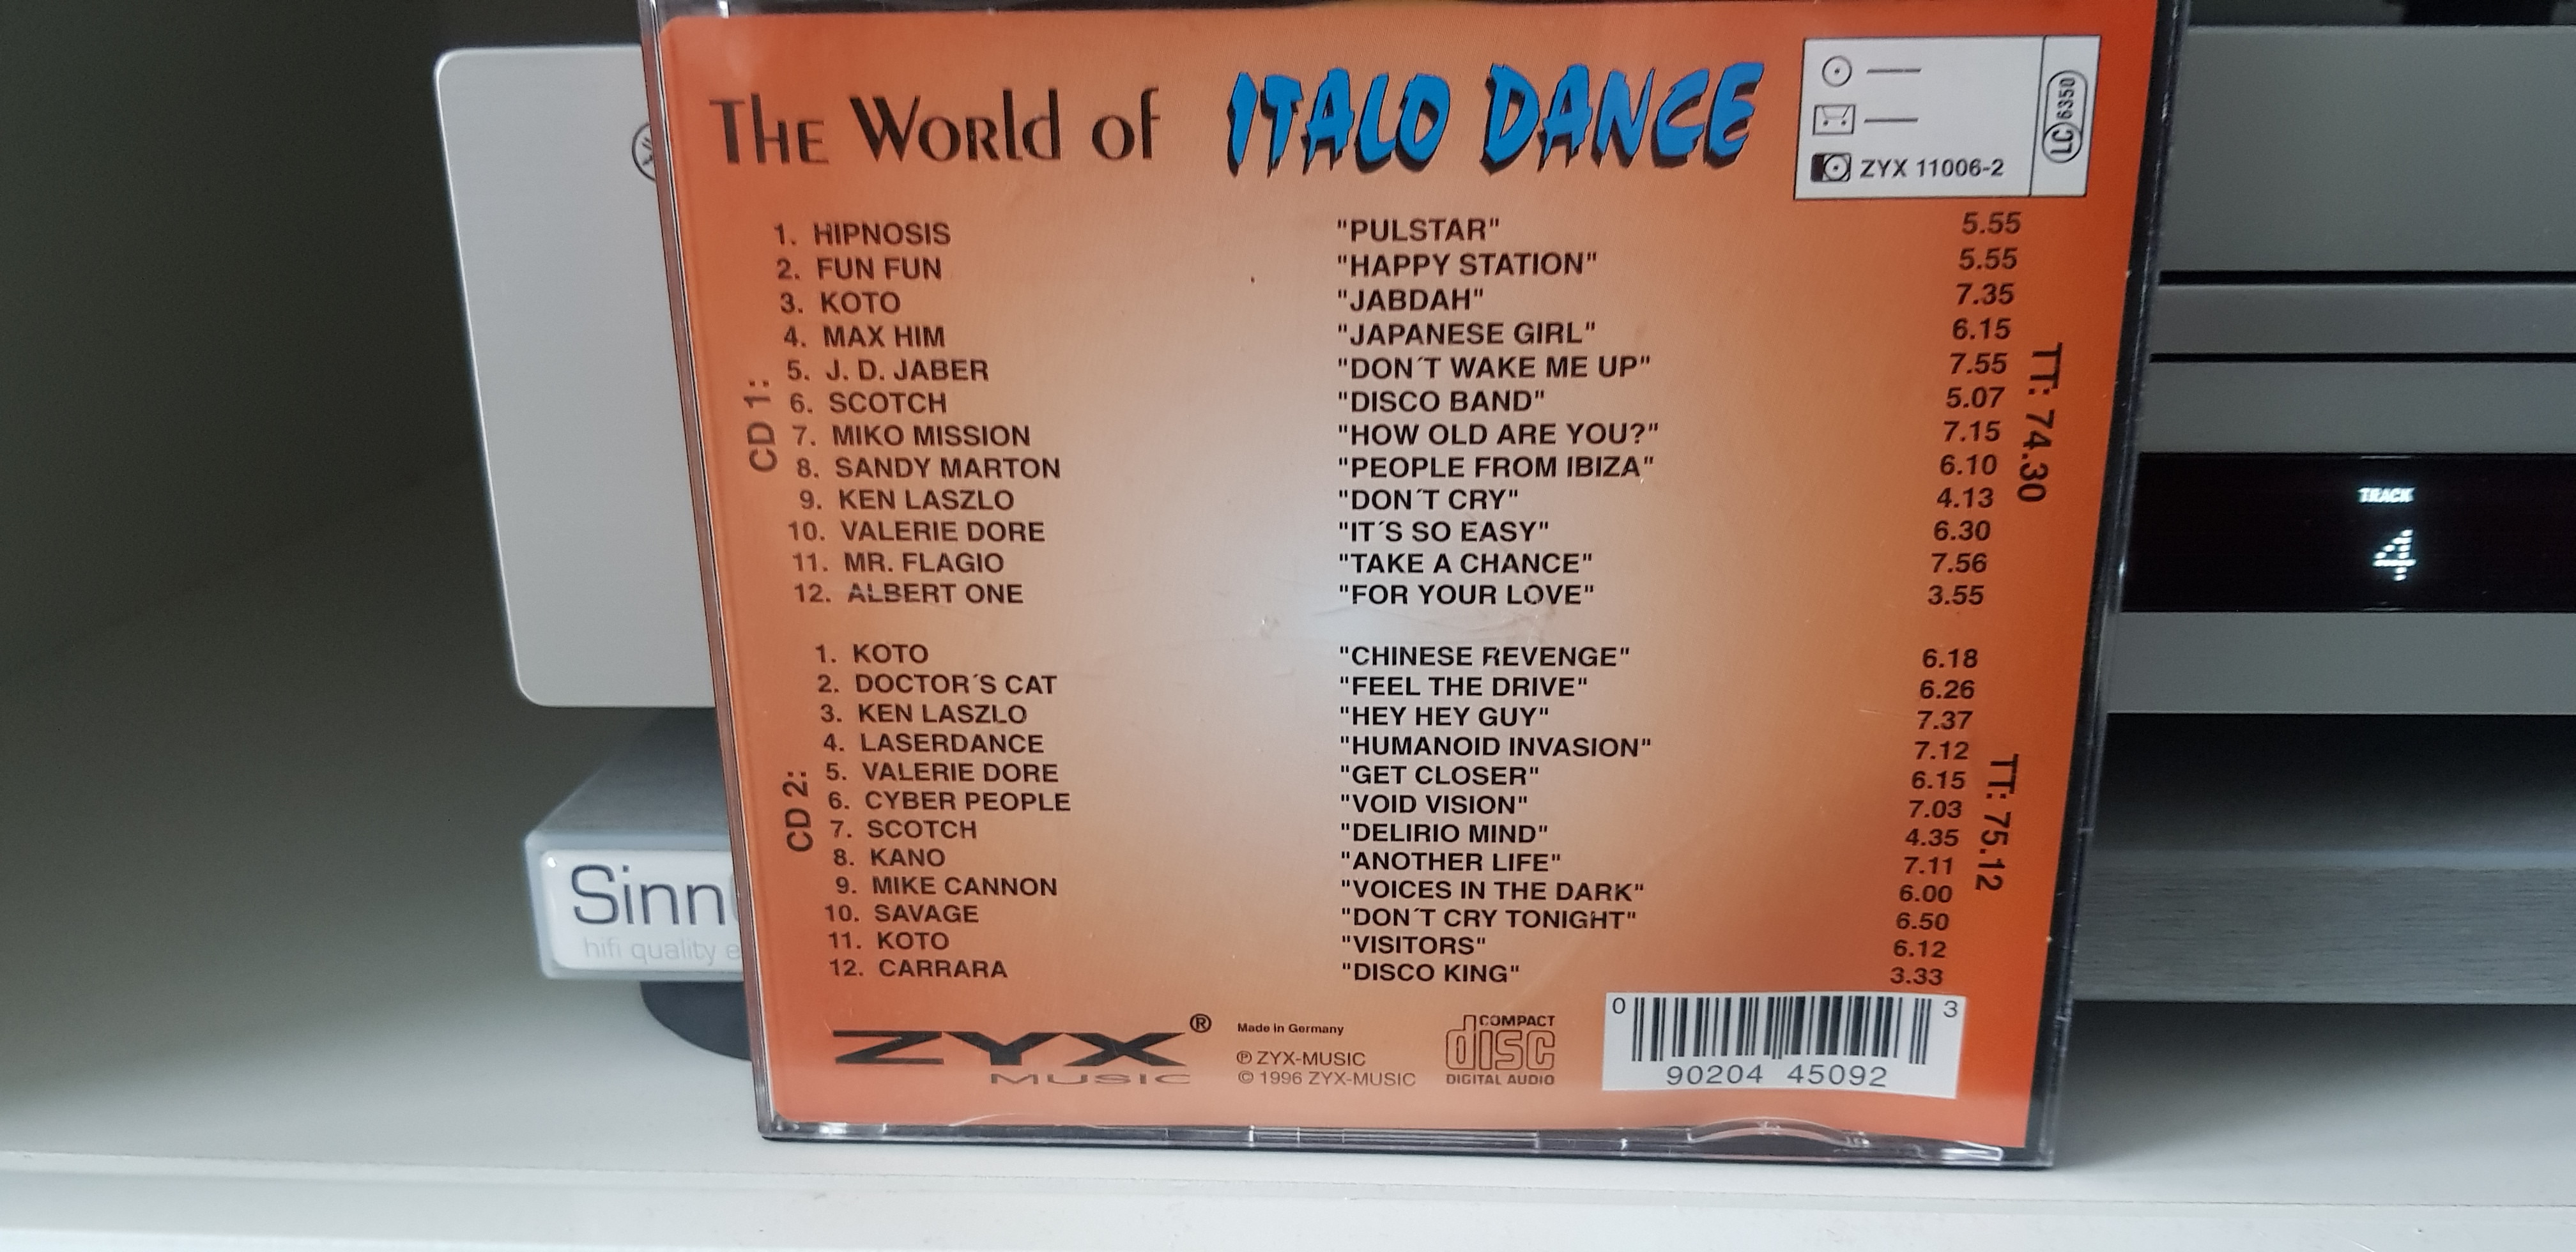 The World of ITALO DANCE
ZYX 11006-2
LC 6350
CD 1:
1. HIPNOSIS "PULSTAR" 5.55
2. FUN FUN "HAPPY STATION" 5.55
3. KOTO "JABDAH" 7.35
4. MAX HIM "JAPANESE GIRL" 6.15
5. J. D. JABER "DON´T WAKE ME UP" 7.55
6. SCOTCH "DISCO BAND" 5.07
7. MIKO MISSION "HOW OLD ARE YOU?" 7.15
8. SANDY MARTON "PEOPLE FROM IBIZA" 6.10
9. KEN LASZLO "DON´T CRY" 4.13
10. VALERIE DORE "IT´S SO EASY" 6.30
11. MR. FLAGIO "TAKE A CHANCE" 7.56
12. ALBERT ONE "FOR YOUR LOVE" 3.55
TT: 74.30
CD 2:
1. KOTO "CHINESE REVENGE" 6.18
2. DOCTOR´S CAT "FEEL THE DRIVE" 6.26
3. KEN LASZLO "HEY HEY GUY" 7.37
4. LASERDANCE "HUMANOID INVASION" 7.12
5. VALERIE DORE "GET CLOSER" 6.15
6. CYBER PEOPLE "VOID VISION" 7.03
7. SCOTCH "DELIRIO MIND" 4.35
8. KANO "ANOTHER LIFE" 7.11
9. MIKE CANNON "VOICES IN THE DARK" 6.00
10. SAVAGE "DON´T CRY TONIGHT" 6.50
11. KOTO "VISITORS" 6.12
12. CARRARA "DISCO KING" 3.33
TT: 75.12
ZYX®
MUSIC
Made in Germany
℗ ZYX-MUSIC
© 1996 ZYX-MUSIC
COMPACT
disc
DIGITAL AUDIO
0 90204 45092 3
TRACK
4
Sinn
hifi quality